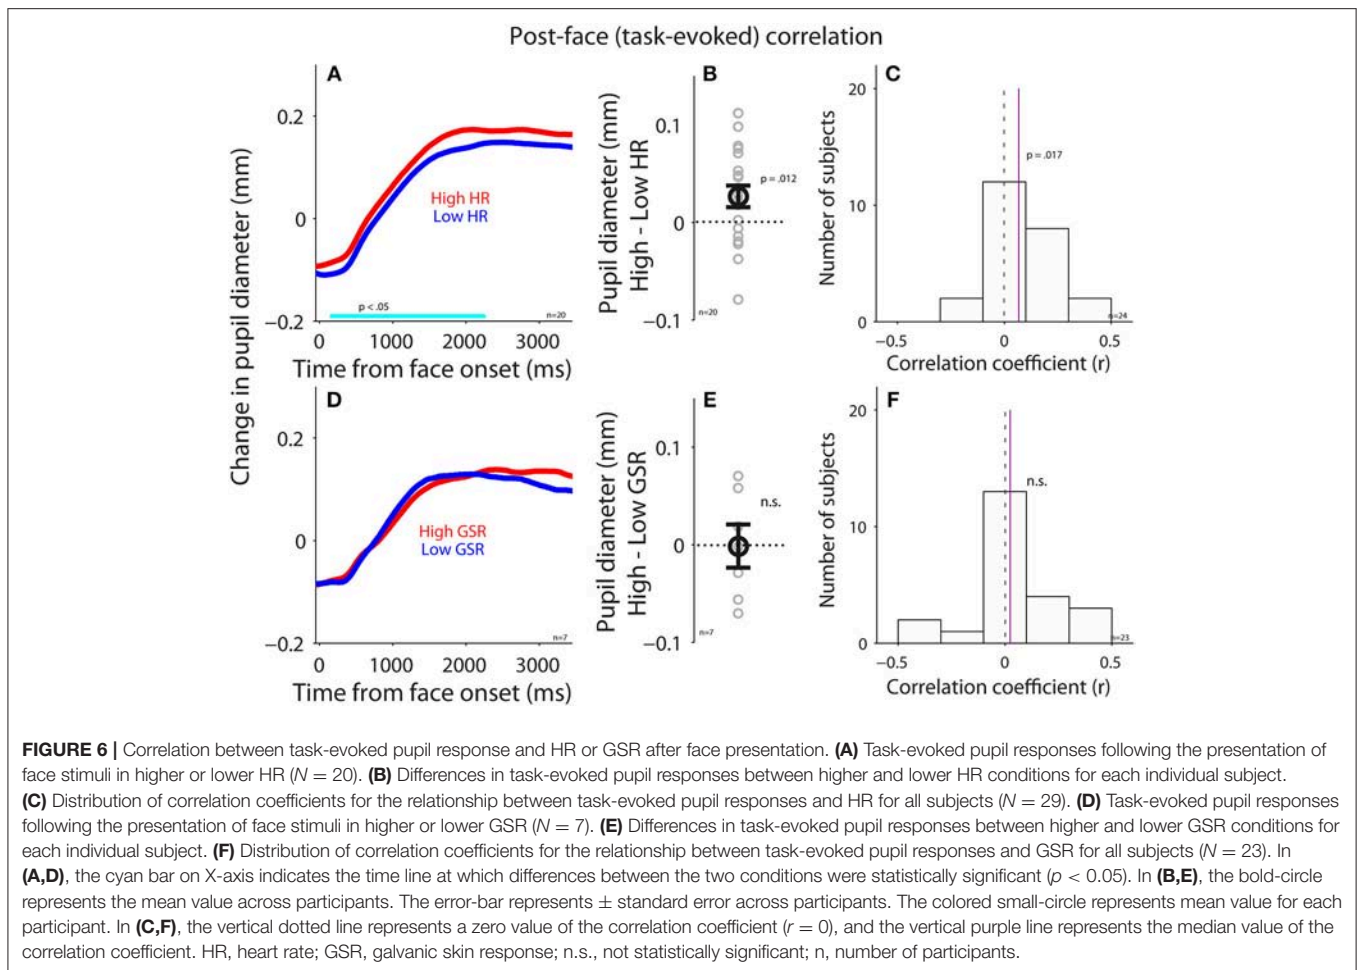 Post-face (task-evoked) correlation
A
Change in pupil diameter (mm)
0.2
0
−0.2
High HR
Low HR
p < .05
n=20
0
1000
2000
3000
Time from face onset (ms)
B
Pupil diameter (mm)
High - Low HR
0.1
0
−0.1
p = .012
n=20
C
Number of subjects
20
10
0
p = .017
n=24
−0.5
0
0.5
Correlation coefficient (r)
D
0.2
0
−0.2
High GSR
Low GSR
n=7
0
1000
2000
3000
Time from face onset (ms)
E
Pupil diameter (mm)
High - Low GSR
0.1
0
−0.1
n.s.
n=7
F
Number of subjects
20
10
0
n.s.
n=23
−0.5
0
0.5
Correlation coefficient (r)
FIGURE 6 | Correlation between task-evoked pupil response and HR or GSR after face presentation. (A) Task-evoked pupil responses following the presentation of
face stimuli in higher or lower HR (N = 20). (B) Differences in task-evoked pupil responses between higher and lower HR conditions for each individual subject.
(C) Distribution of correlation coefficients for the relationship between task-evoked pupil responses and HR for all subjects (N = 29). (D) Task-evoked pupil responses
following the presentation of face stimuli in higher or lower GSR (N = 7). (E) Differences in task-evoked pupil responses between higher and lower GSR conditions for
each individual subject. (F) Distribution of correlation coefficients for the relationship between task-evoked pupil responses and GSR for all subjects (N = 23). In
(A,D), the cyan bar on X-axis indicates the time line at which differences between the two conditions were statistically significant (p < 0.05). In (B,E), the bold-circle
represents the mean value across participants. The error-bar represents ± standard error across participants. The colored small-circle represents mean value for each
participant. In (C,F), the vertical dotted line represents a zero value of the correlation coefficient (r = 0), and the vertical purple line represents the median value of the
correlation coefficient. HR, heart rate; GSR, galvanic skin response; n.s., not statistically significant; n, number of participants.